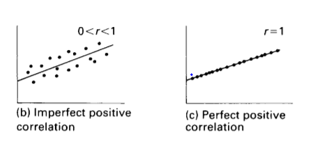 0<r<1
r=1
(b) Imperfect positive
correlation
(c) Perfect positive
correlation